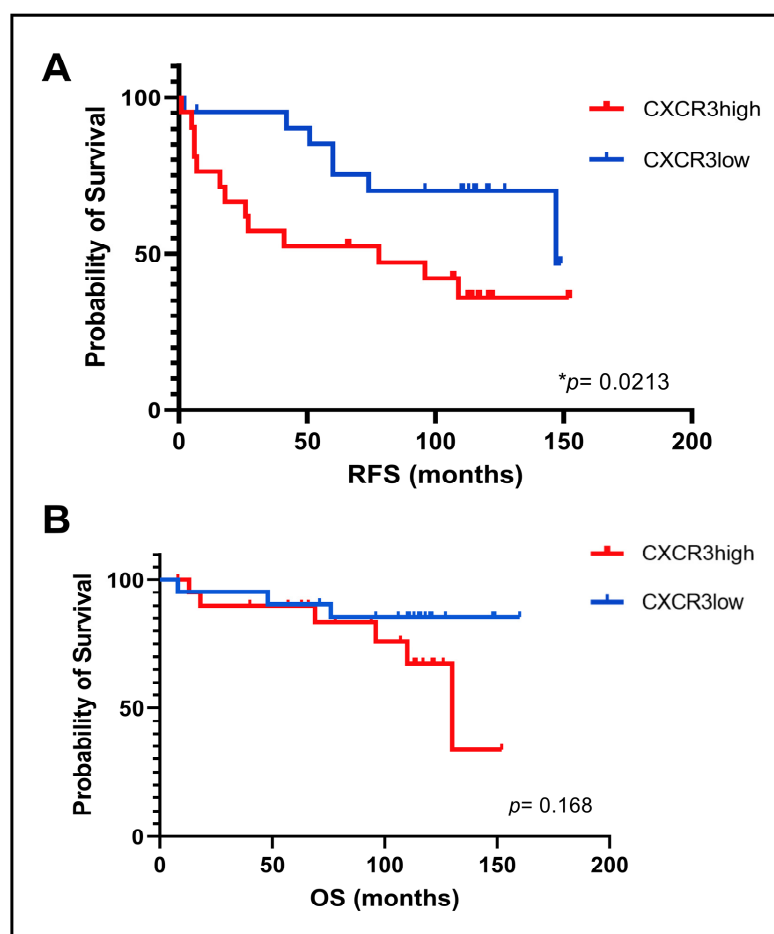 A
Probability of Survival
100
50
0
0 50 100 150 200
RFS (months)
CXCR3high
CXCR3low
*p= 0.0213
B
Probability of Survival
100
50
0
0 50 100 150 200
OS (months)
CXCR3high
CXCR3low
p= 0.168